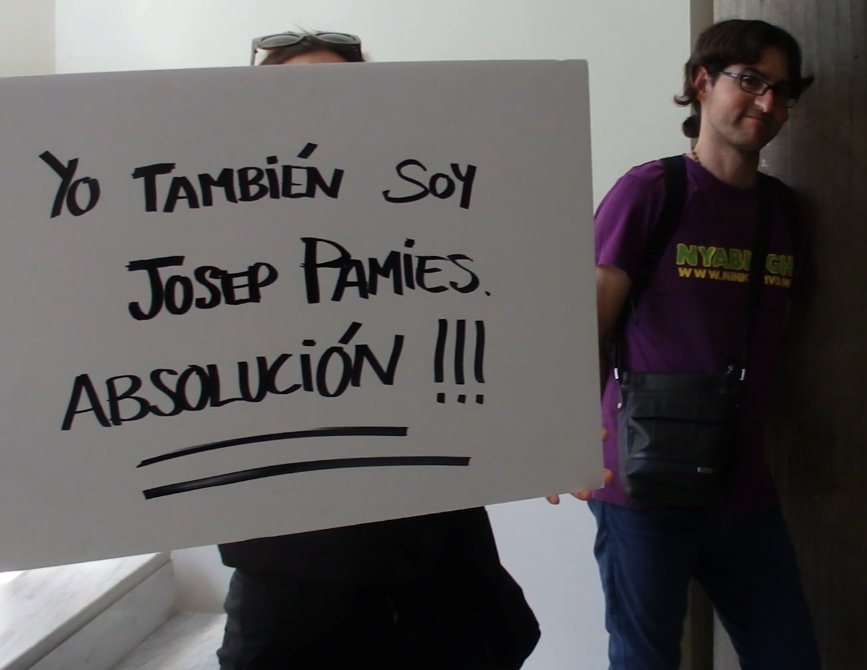 Yo También Soy
Josep Pamies.
Absolución !!!